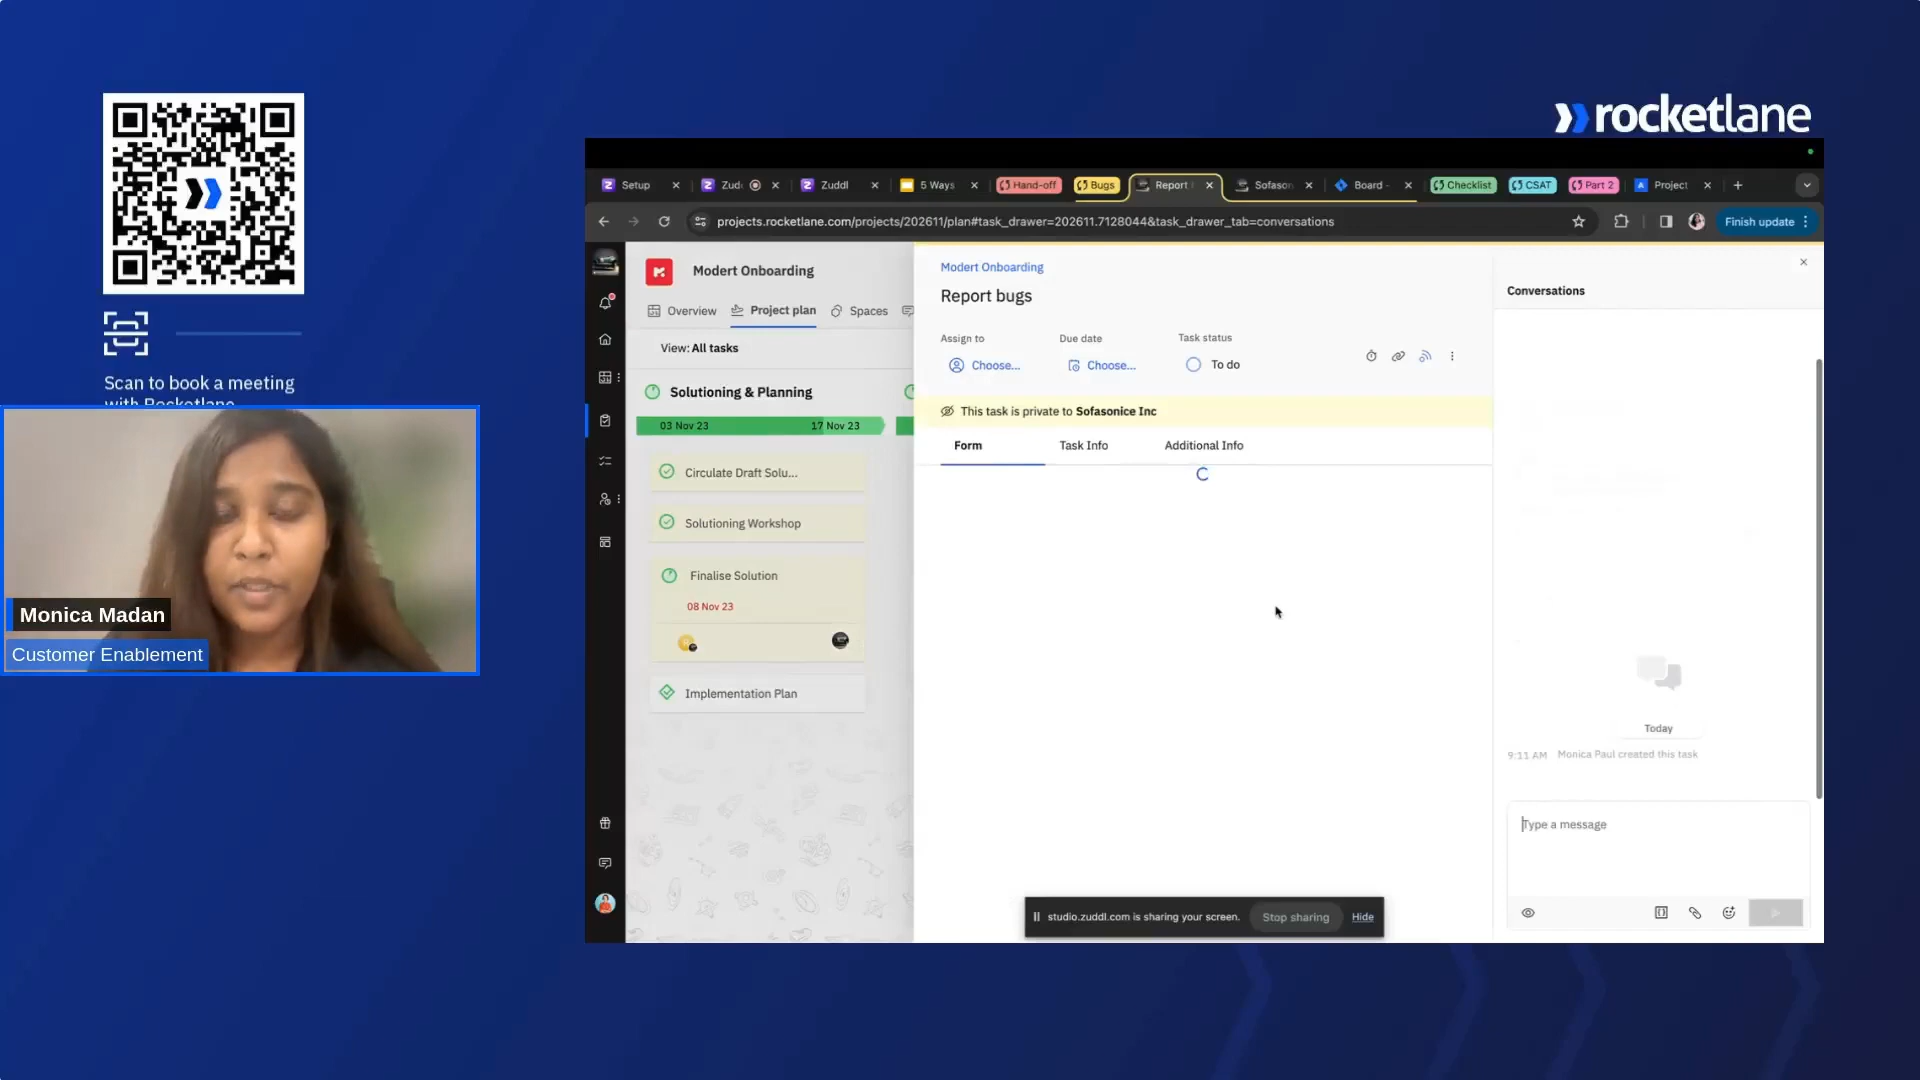 rocketlane
Scan to book a meeting
with Rocketlane
Monica Madan
Customer Enablement
Setup
Zudd
Zuddl
5 Ways
Hand-off
Bugs
Report
Sofason
Board -
Checklist
CSAT
Part 2
Project
projects.rocketlane.com/projects/202611/plan#task_drawer=202611.7128044&task_drawer_tab=conversations
Finish update
Modert Onboarding
Overview
Project plan
Spaces
View: All tasks
Solutioning & Planning
03 Nov 23
17 Nov 23
Circulate Draft Solu...
Solutioning Workshop
Finalise Solution
08 Nov 23
Implementation Plan
Modert Onboarding
Report bugs
Assign to
Due date
Task status
Choose...
Choose...
To do
This task is private to Sofasonice Inc
Form
Task Info
Additional Info
Conversations
Today
9:11 AM Monica Paul created this task
Type a message
studio.zuddl.com is sharing your screen.
Stop sharing
Hide